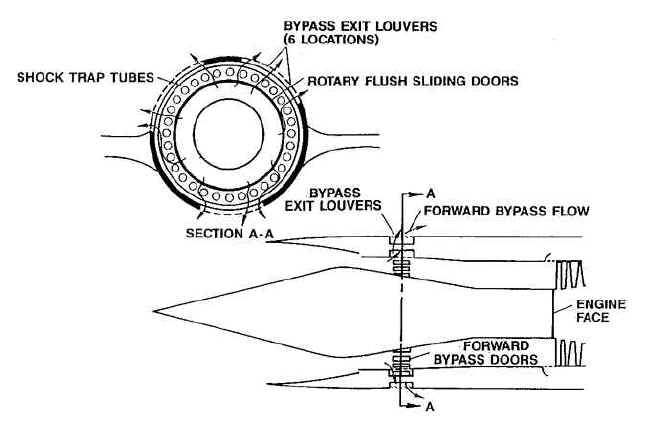 BYPASS EXIT LOUVERS
(6 LOCATIONS)
SHOCK TRAP TUBES
ROTARY FLUSH SLIDING DOORS
SECTION A-A
BYPASS
EXIT LOUVERS
A
FORWARD BYPASS FLOW
ENGINE
FACE
FORWARD
BYPASS DOORS
A